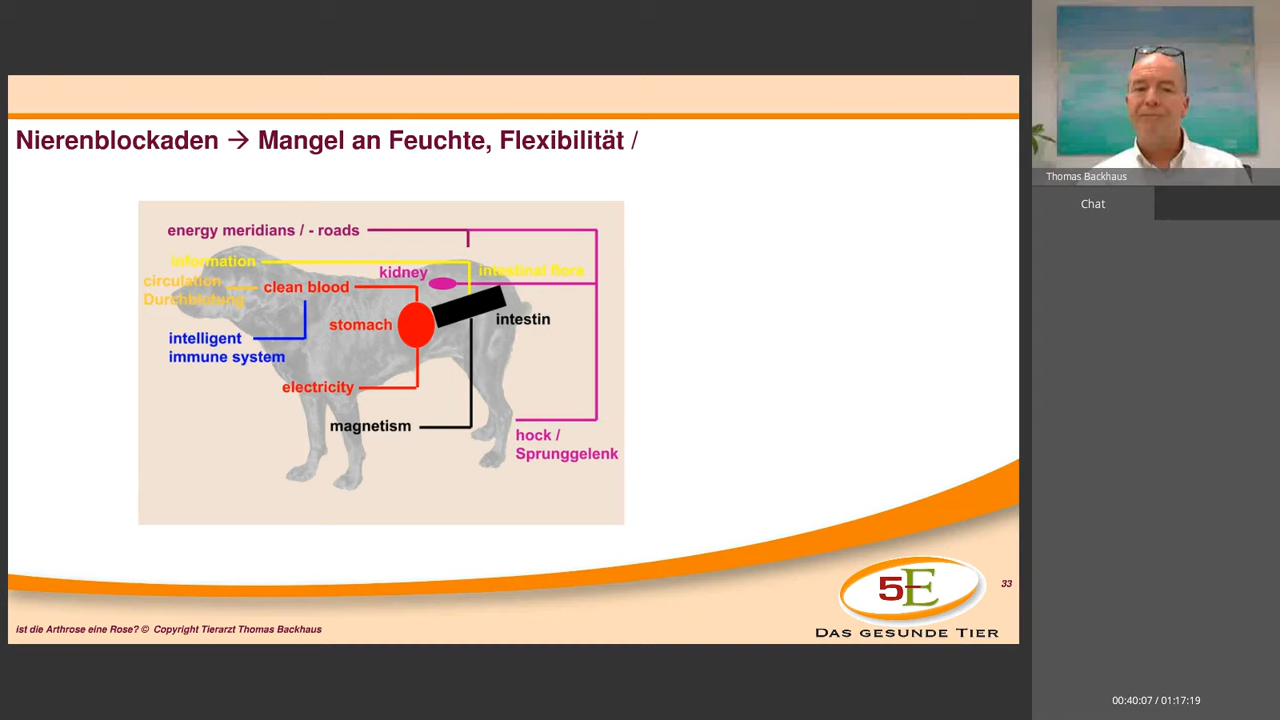 Nierenblockaden → Mangel an Feuchte, Flexibilität /
energy meridians / - roads
information
intestinal flora
kidney
circulation
Durchblutung
clean blood
stomach
intestin
intelligent
immune system
electricity
magnetism
hock /
Sprunggelenk
5E
DAS GESUNDE TIER
33
ist die Arthrose eine Rose? © Copyright Tierarzt Thomas Backhaus
Thomas Backhaus
Chat
00:40:07 / 01:17:19